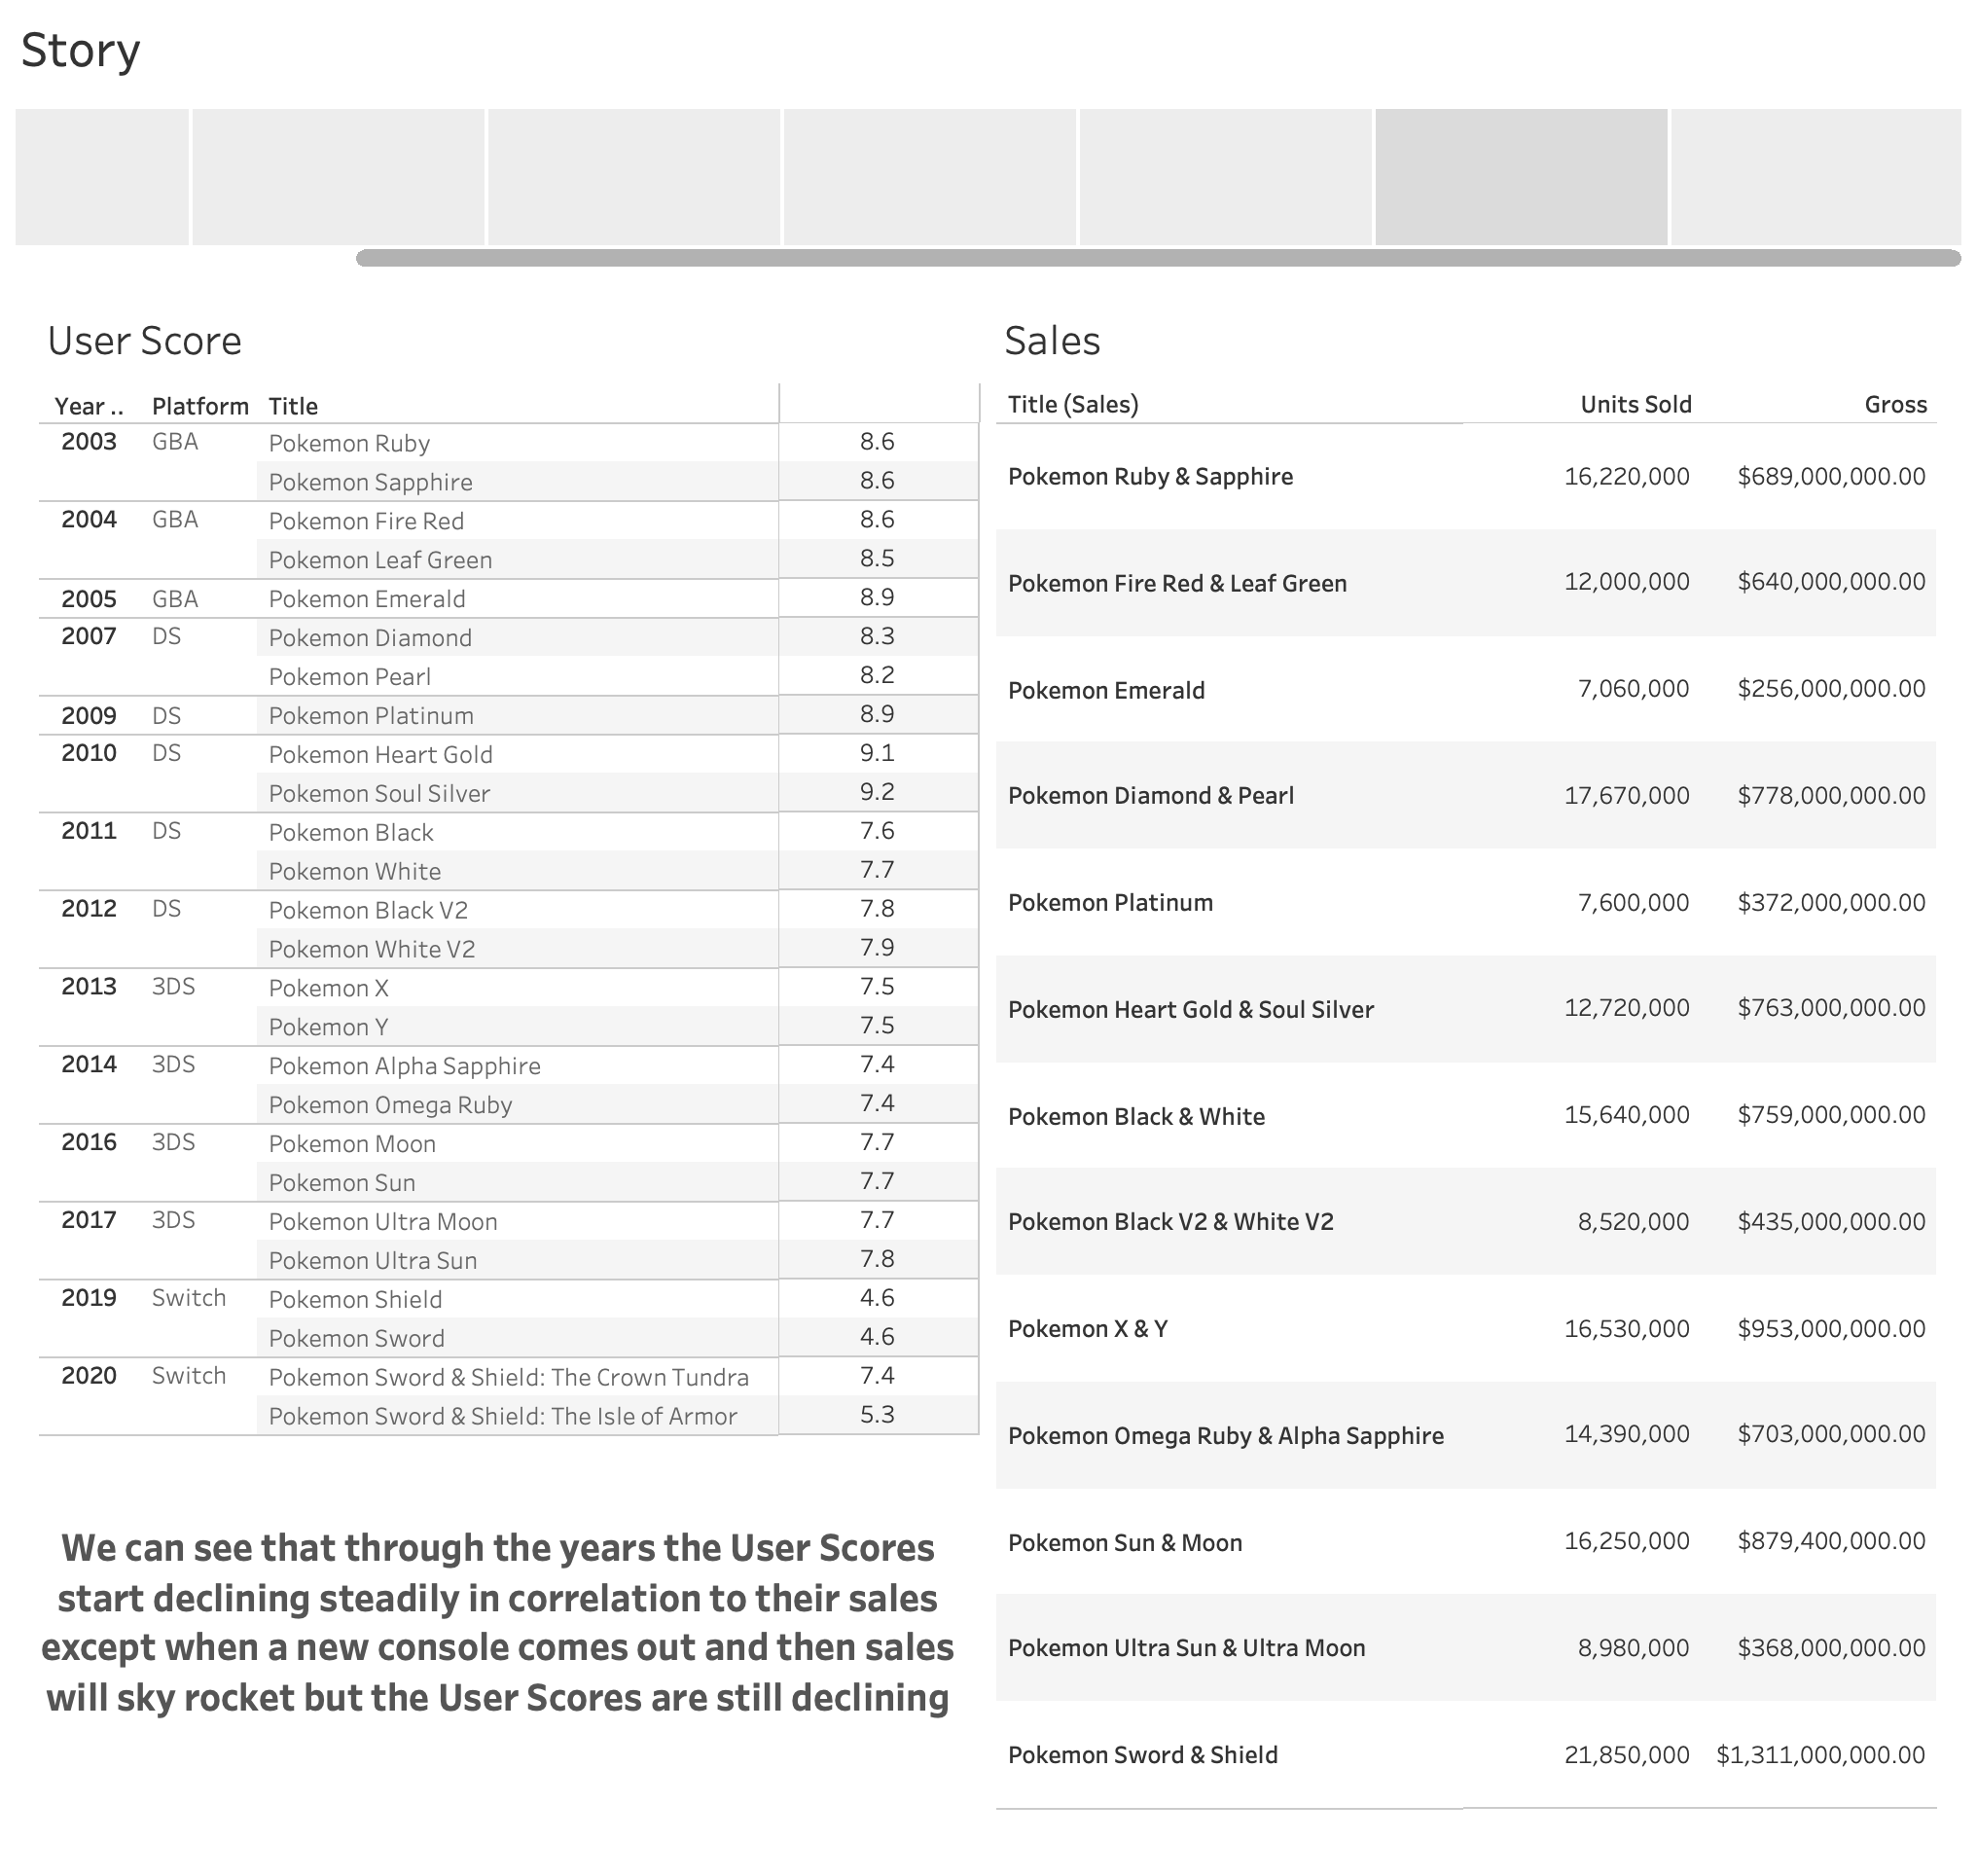 Story
User Score
Year .. Platform Title
2003 GBA Pokemon Ruby 8.6
Pokemon Sapphire 8.6
2004 GBA Pokemon Fire Red 8.6
Pokemon Leaf Green 8.5
2005 GBA Pokemon Emerald 8.9
2007 DS Pokemon Diamond 8.3
Pokemon Pearl 8.2
2009 DS Pokemon Platinum 8.9
2010 DS Pokemon Heart Gold 9.1
Pokemon Soul Silver 9.2
2011 DS Pokemon Black 7.6
Pokemon White 7.7
2012 DS Pokemon Black V2 7.8
Pokemon White V2 7.9
2013 3DS Pokemon X 7.5
Pokemon Y 7.5
2014 3DS Pokemon Alpha Sapphire 7.4
Pokemon Omega Ruby 7.4
2016 3DS Pokemon Moon 7.7
Pokemon Sun 7.7
2017 3DS Pokemon Ultra Moon 7.7
Pokemon Ultra Sun 7.8
2019 Switch Pokemon Shield 4.6
Pokemon Sword 4.6
2020 Switch Pokemon Sword & Shield: The Crown Tundra 7.4
Pokemon Sword & Shield: The Isle of Armor 5.3
We can see that through the years the User Scores
start declining steadily in correlation to their sales
except when a new console comes out and then sales
will sky rocket but the User Scores are still declining
Sales
Title (Sales) Units Sold Gross
Pokemon Ruby & Sapphire 16,220,000 $689,000,000.00
Pokemon Fire Red & Leaf Green 12,000,000 $640,000,000.00
Pokemon Emerald 7,060,000 $256,000,000.00
Pokemon Diamond & Pearl 17,670,000 $778,000,000.00
Pokemon Platinum 7,600,000 $372,000,000.00
Pokemon Heart Gold & Soul Silver 12,720,000 $763,000,000.00
Pokemon Black & White 15,640,000 $759,000,000.00
Pokemon Black V2 & White V2 8,520,000 $435,000,000.00
Pokemon X & Y 16,530,000 $953,000,000.00
Pokemon Omega Ruby & Alpha Sapphire 14,390,000 $703,000,000.00
Pokemon Sun & Moon 16,250,000 $879,400,000.00
Pokemon Ultra Sun & Ultra Moon 8,980,000 $368,000,000.00
Pokemon Sword & Shield 21,850,000 $1,311,000,000.00